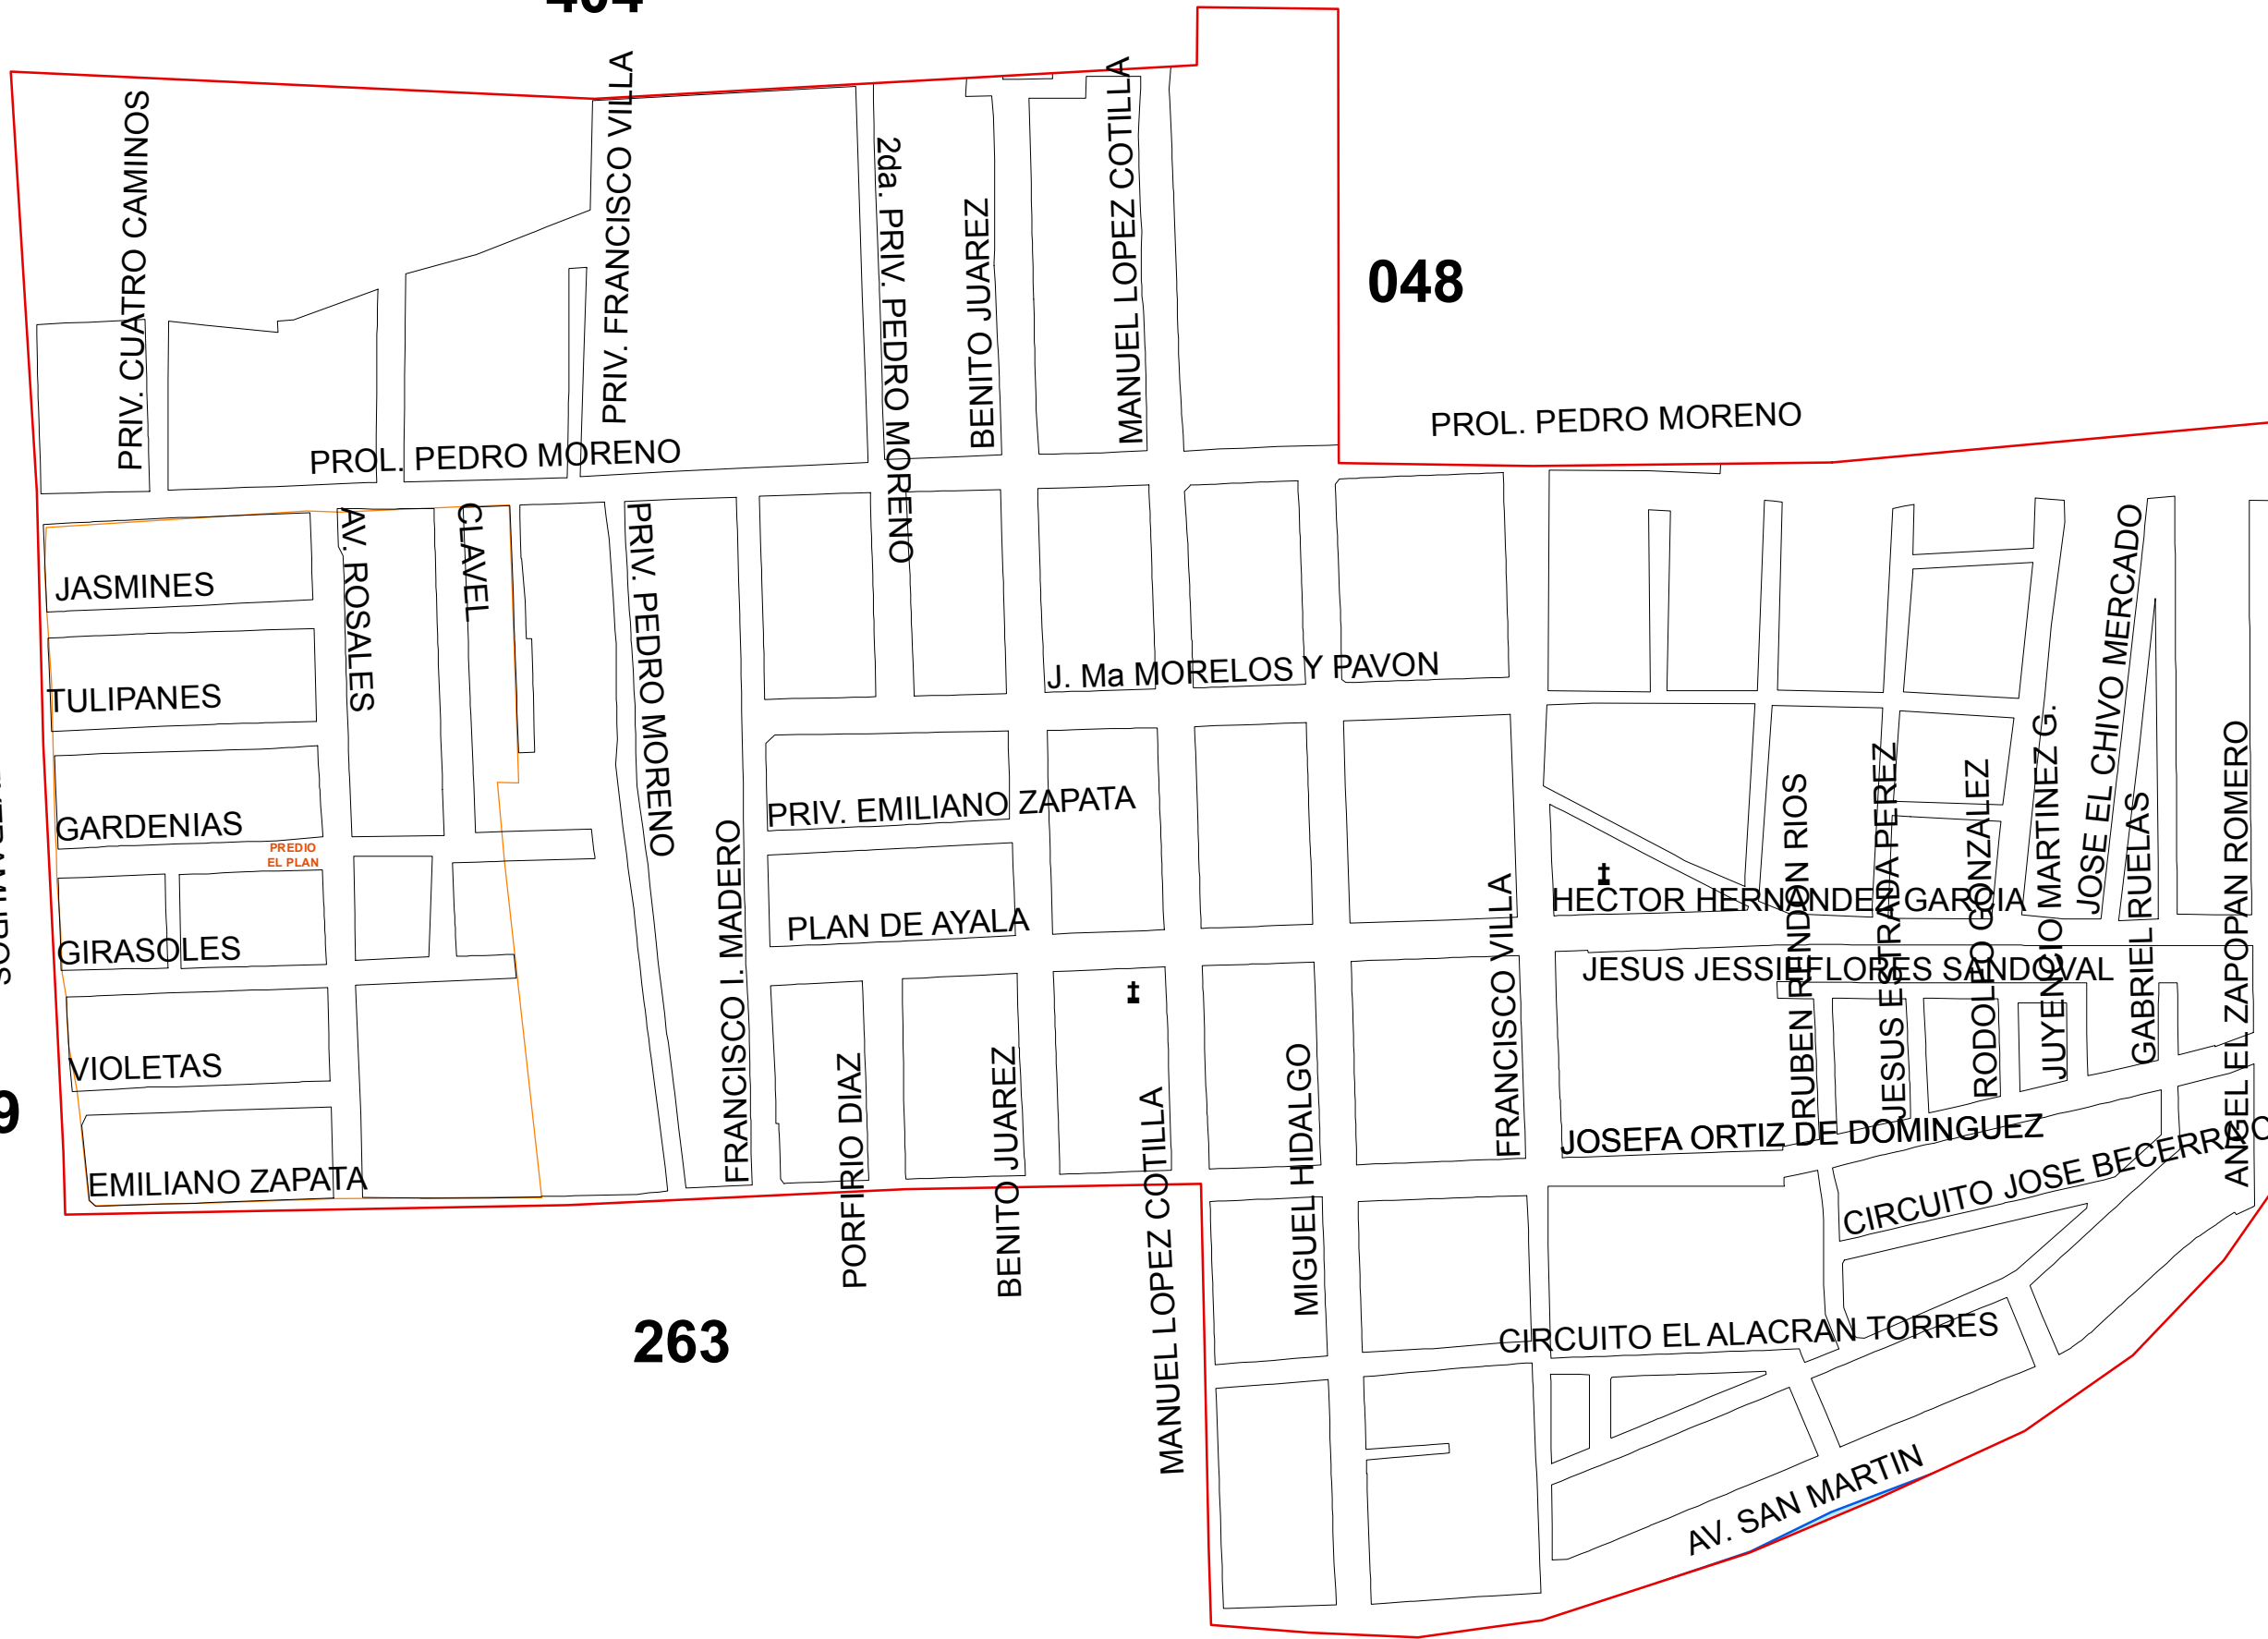 PRIV. CUATRO CAMINOS
PRIV. FRANCISCO VILLA
2da. PRIV. PEDRO MORENO
BENITO JUAREZ
MANUEL LOPEZ COTILLA
048
PROL. PEDRO MORENO
PROL. PEDRO MORENO
JASMINES
AV. ROSALES
CLAVEL
PRIV. PEDRO MORENO
TULIPANES
J. Ma MORELOS Y PAVON
JOSE EL CHIVO MERCADO
GARDENIAS
PREDIO
EL PLAN
PRIV. EMILIANO ZAPATA
FRANCISCO I. MADERO
PLAN DE AYALA
GIRASOLES
FRANCISCO VILLA
HECTOR HERNANDEZ GARCIA
JESUS JESSIE FLORES SANDOVAL
RUBEN RENDON RIOS
JESUS ESTRADA PEREZ
RODOLFO GONZALEZ
JUYENCIO MARTINEZ G.
GABRIEL RUELAS
ANGEL EL ZAPOPAN ROMERO
VIOLETAS
EMILIANO ZAPATA
PORFIRIO DIAZ
BENITO JUAREZ
MANUEL LOPEZ COTILLA
MIGUEL HIDALGO
JOSEFA ORTIZ DE DOMINGUEZ
CIRCUITO JOSE BECERR
263
CIRCUITO EL ALACRAN TORRES
AV. SAN MARTIN